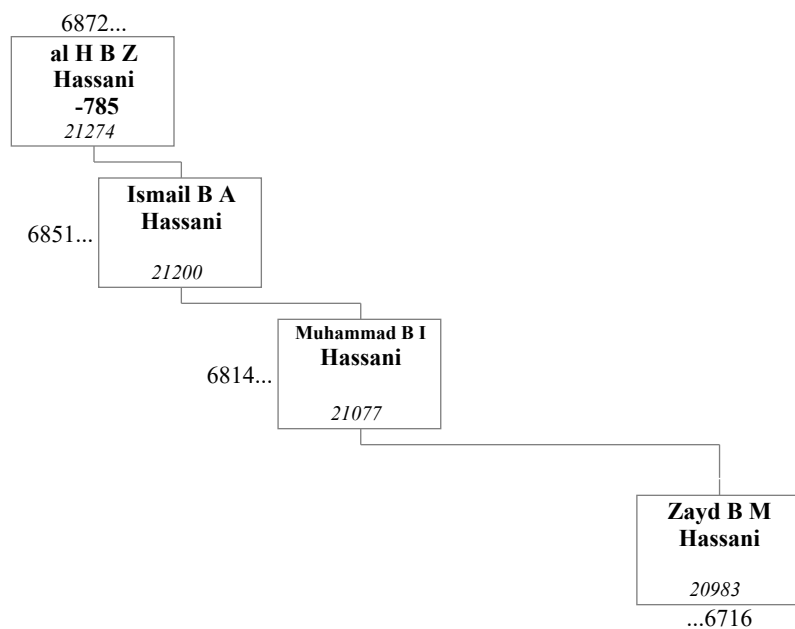 6872...
al H B Z
Hassani
-785
21274
Ismail B A
Hassani
6851...
21200
Muhammad B I
Hassani
6814...
21077
Zayd B M
Hassani
20983
...6716